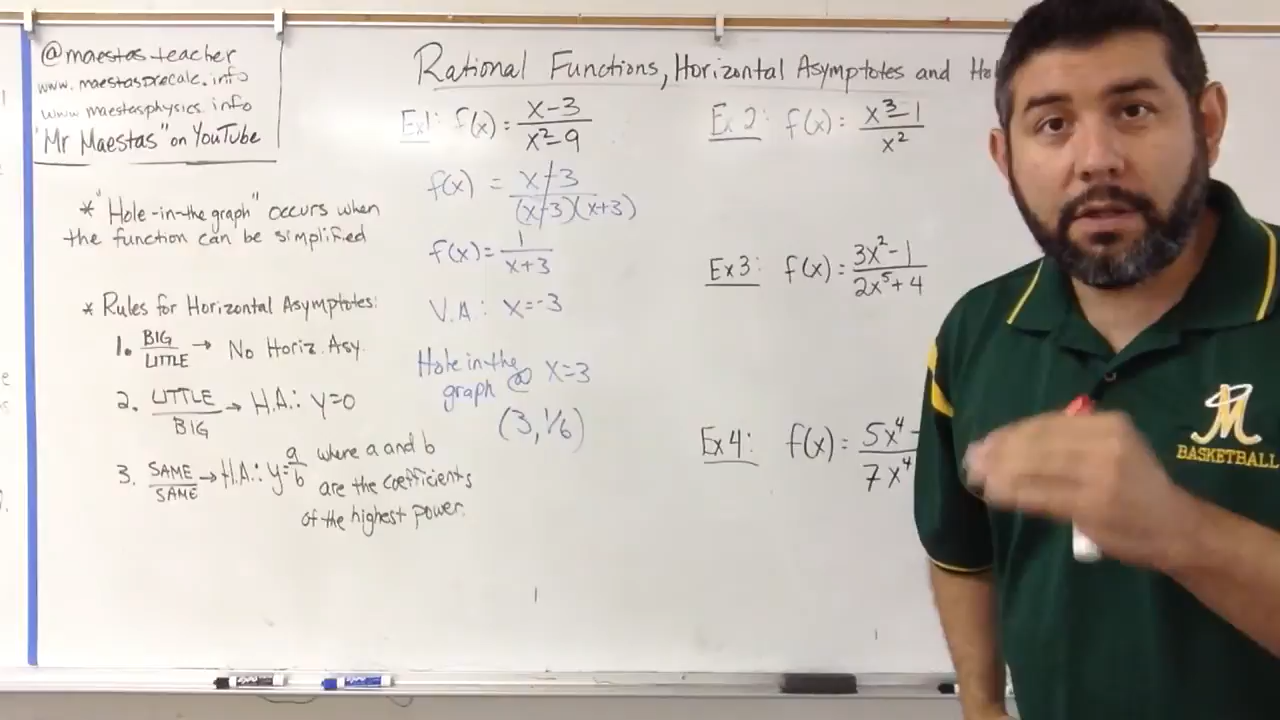 @maestas_teacher
www.maestasprecalc.info
www.maestasphysics.info
"Mr Maestas" on YouTube
Rational Functions, Horizontal Asymptotes and
* "Hole-in-the graph" occurs when
the function can be simplified
* Rules for Horizontal Asymptotes:
1. BIG/LITTLE → No Horiz. Asy.
2. LITTLE/BIG → H.A.: y=0
3. SAME/SAME → H.A.: y=a/b where a and b
are the coefficients
of the highest power.
Ex1: f(x) = (x-3)/(x²-9)
f(x) = (x-3)/((x-3)(x+3))
f(x) = 1/(x+3)
V.A.: x=-3
Hole in the
graph @ x=3
(3, 1/6)
Ex 2: f(x) = (x³-1)/x²
Ex3: f(x) = (3x²-1)/(2x⁵+4)
Ex4: f(x) = 5x⁴-
7x⁴
M
BASKETBALL